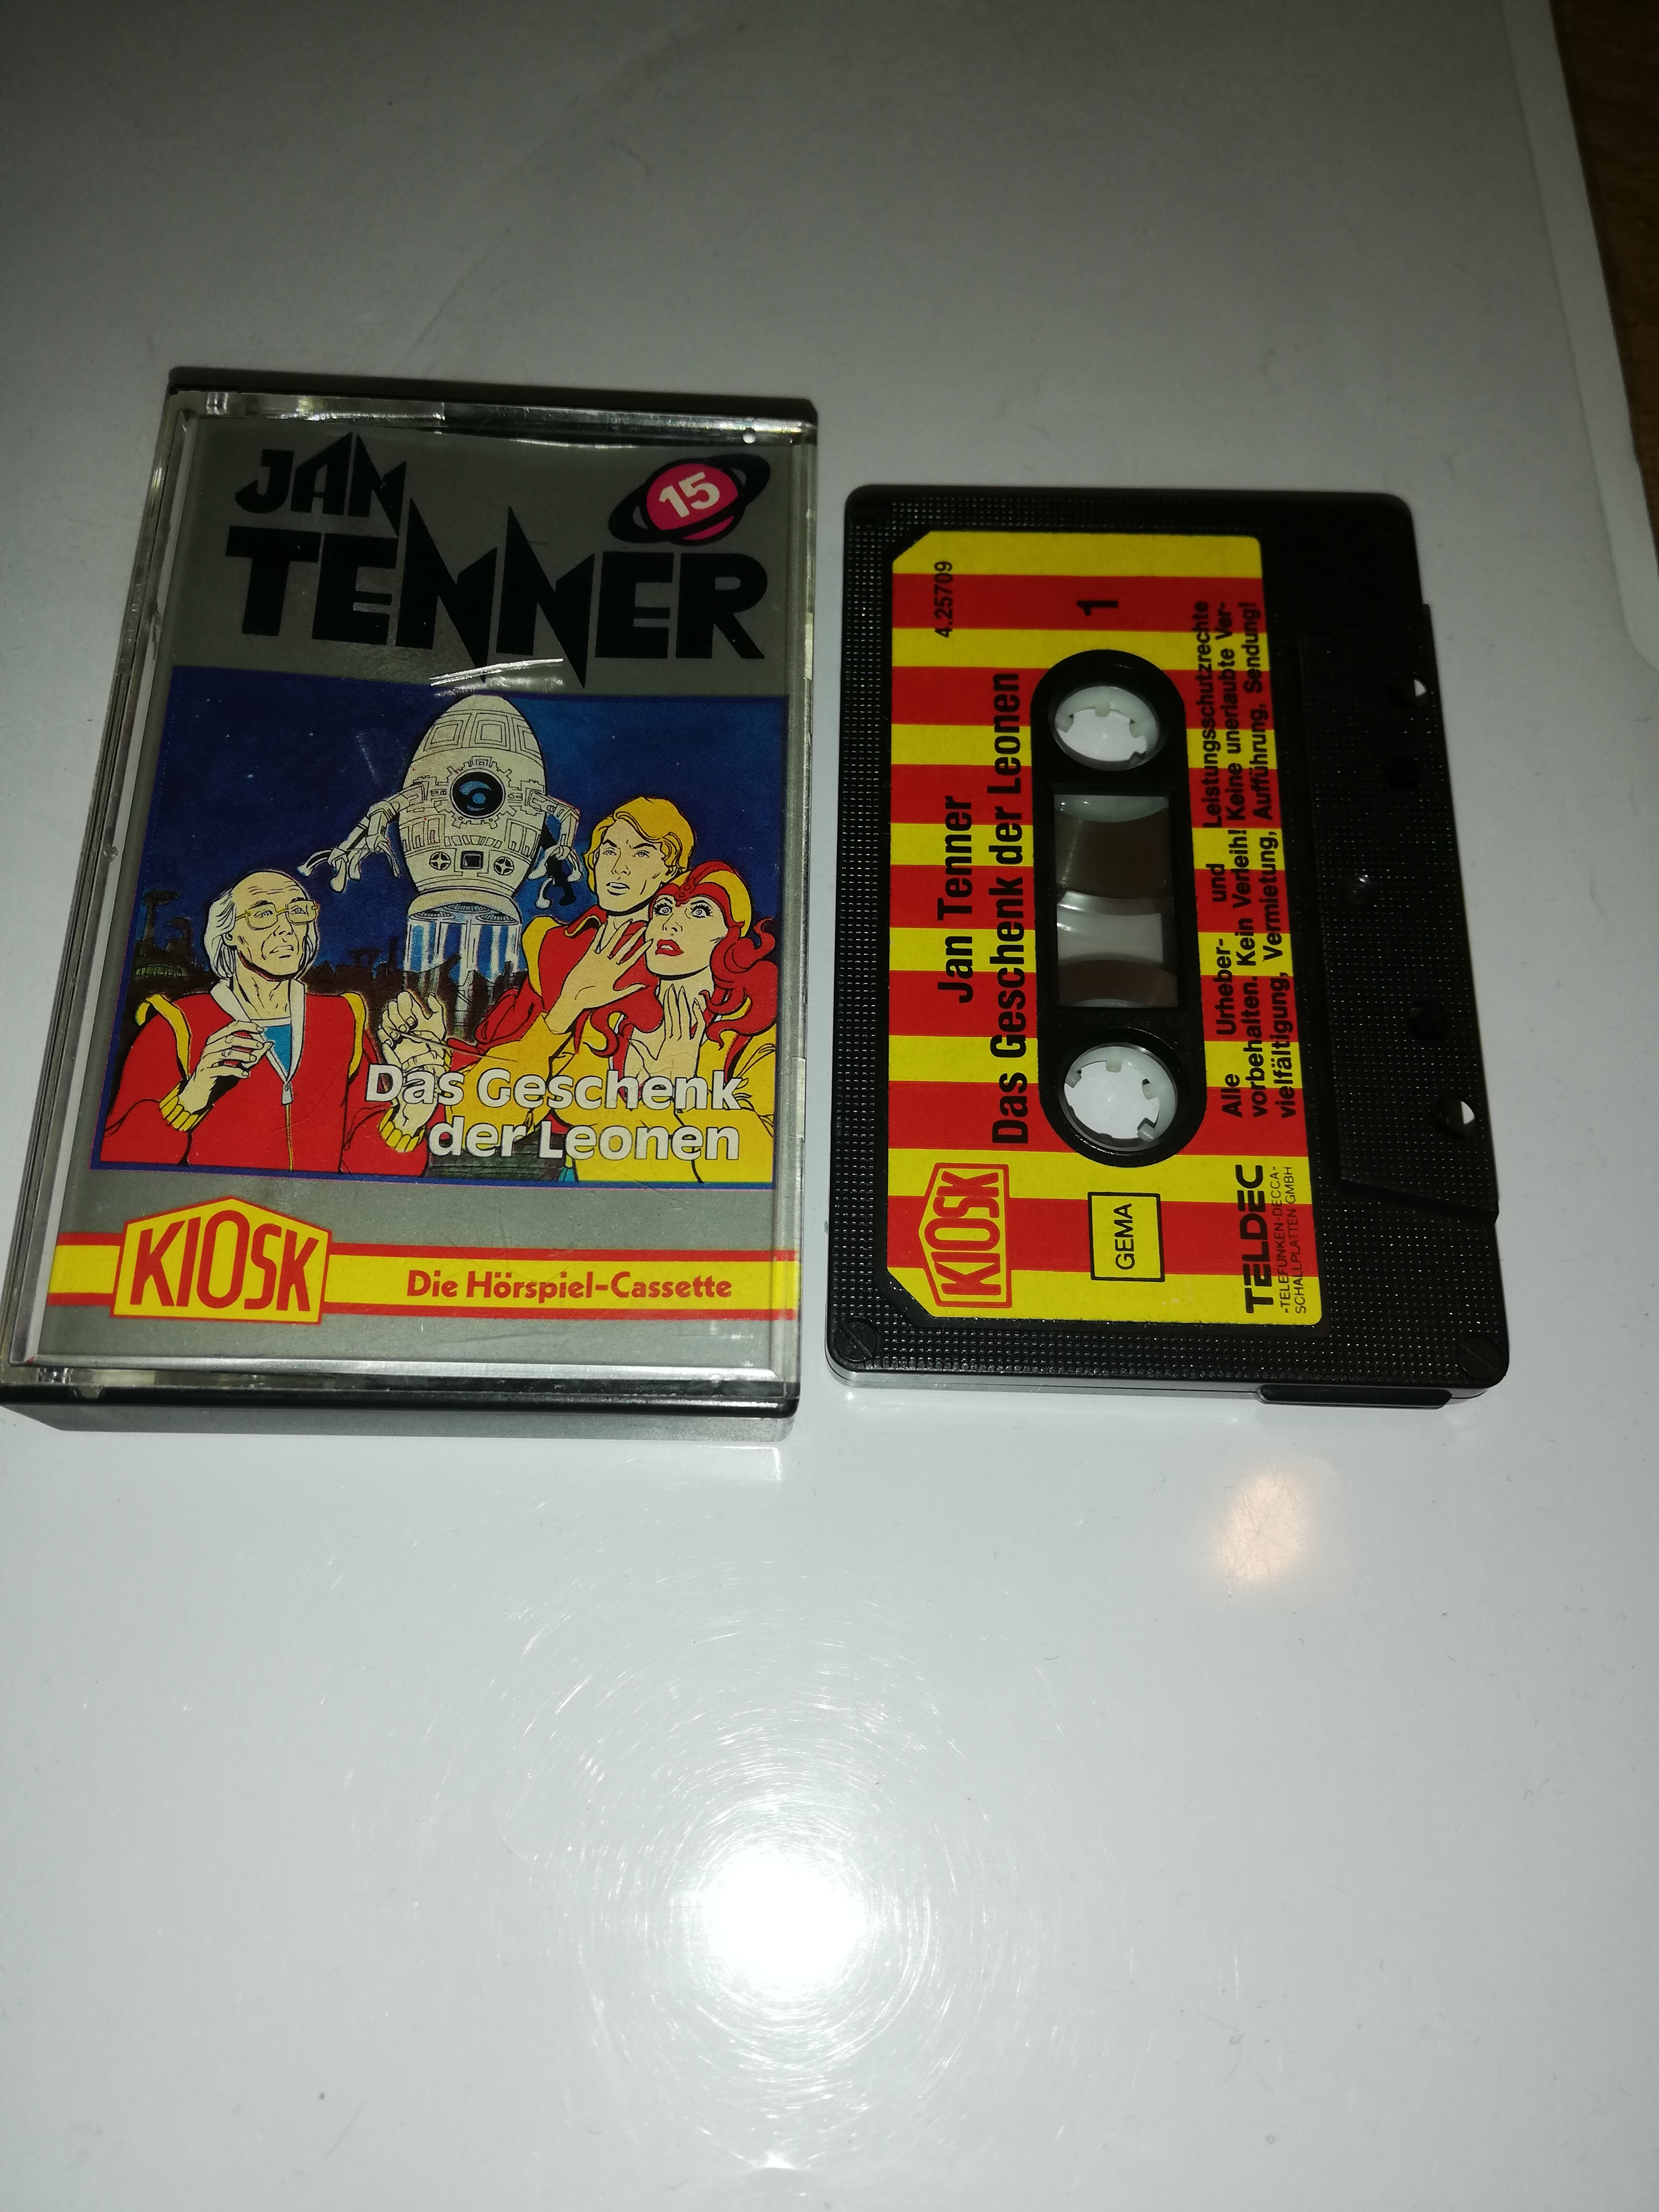 JAN
TENNER
15
Das Geschenk
der Leonen
KIOSK
Die Hörspiel-Cassette
4.25709
1
Jan Tenner
Das Geschenk der Leonen
KIOSK
GEMA
Alle Urheber- und Leistungsschutzrechte
vorbehalten. Kein Verleih! Keine unerlaubte Ver-
vielfältigung, Vermietung, Aufführung, Sendung!
TELDEC
-TELEFUNKEN-DECCA-
SCHALLPLATTEN GMBH